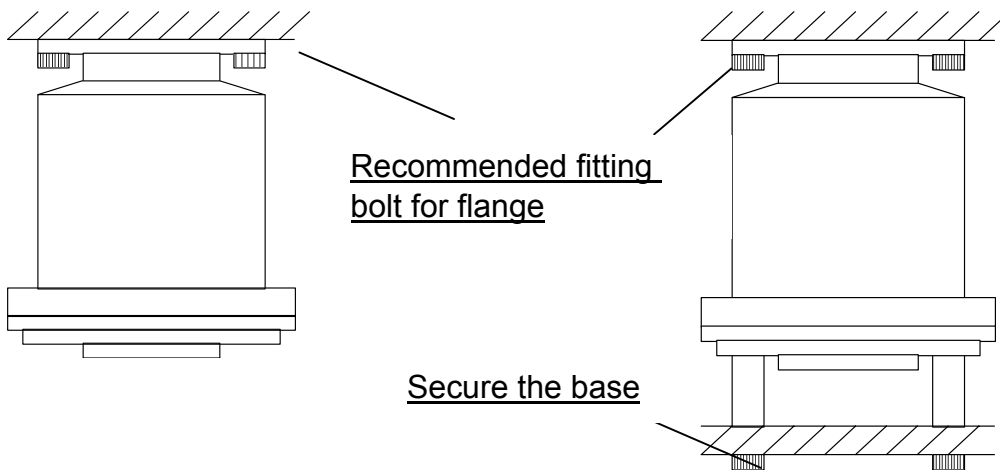 Recommended fitting
bolt for flange
Secure the base